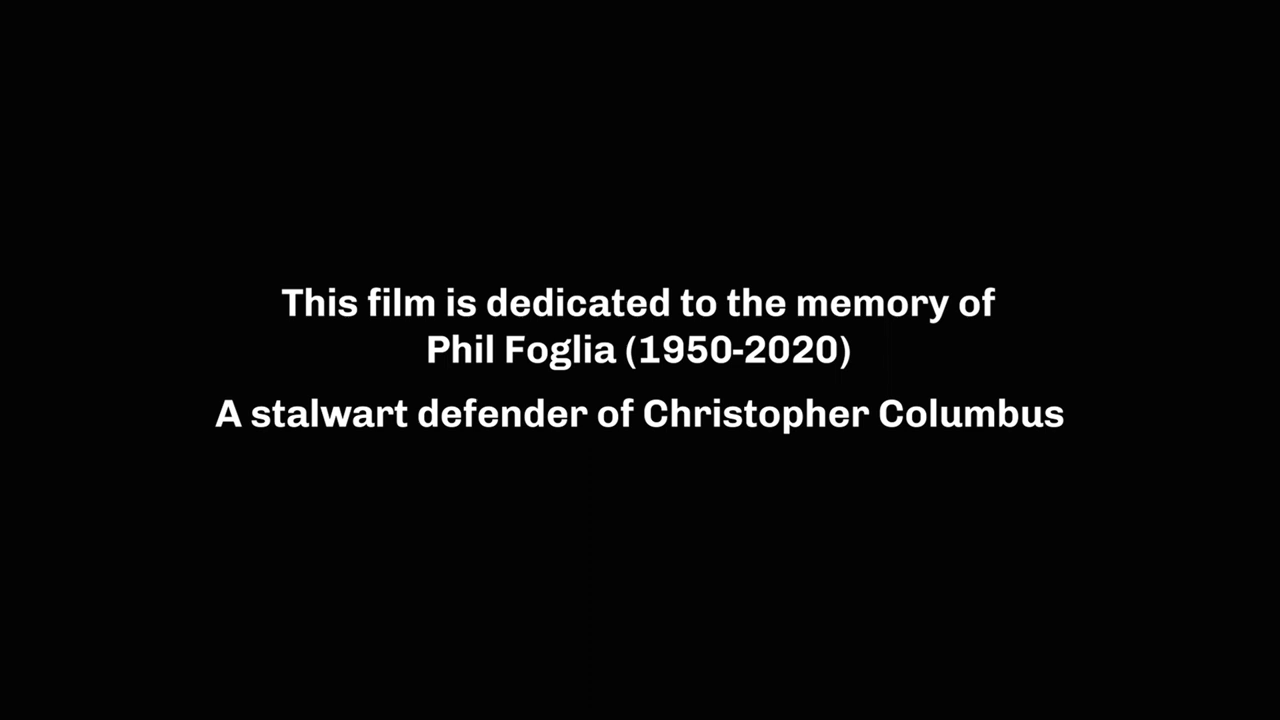 This film is dedicated to the memory of
Phil Foglia (1950-2020)
A stalwart defender of Christopher Columbus